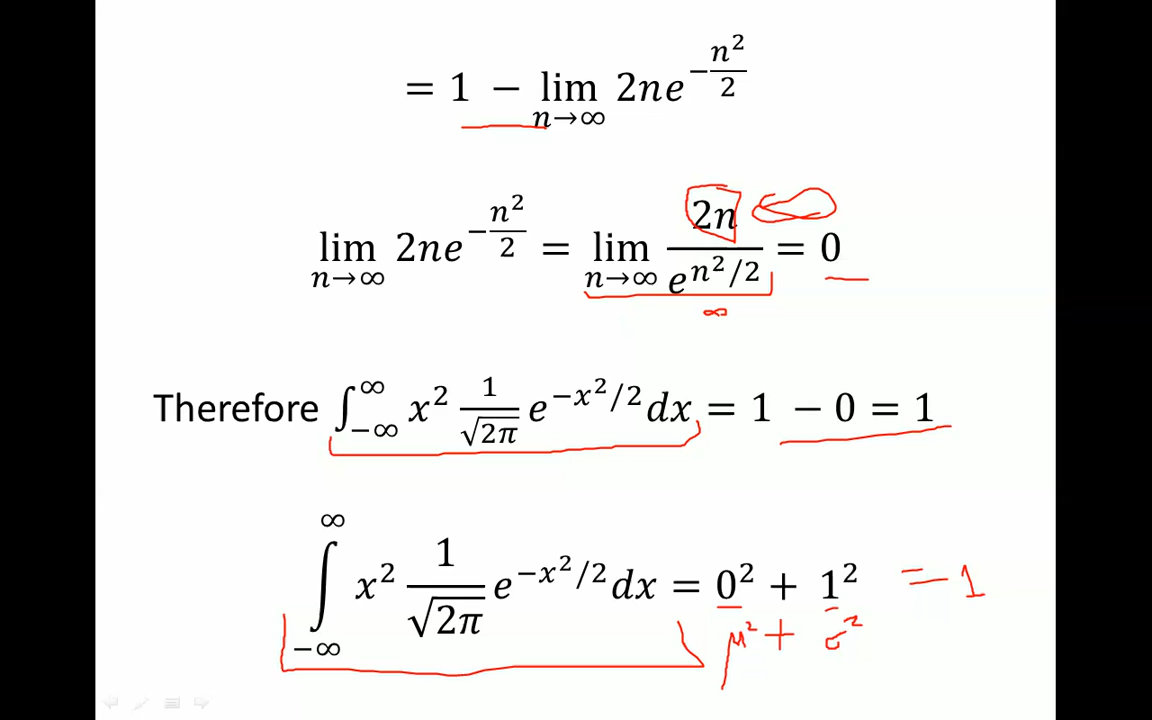 = 1 − lim_{n→∞} 2ne^{−n²/2}
lim_{n→∞} 2ne^{−n²/2} = lim_{n→∞} 2n / e^{n²/2} = 0
∞
Therefore ∫_{−∞}^{∞} x² 1/√2π e^{−x²/2} dx = 1 − 0 = 1
∫_{−∞}^{∞} x² 1/√2π e^{−x²/2} dx = 0² + 1² = 1
μ² + σ²